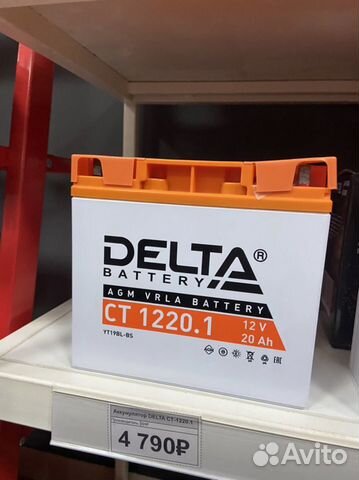 DELTA®
BATTERY
AGM VRLA BATTERY
CT 1220.1
12 V
20 Ah
YT19BL-BS
Аккумулятор DELTA CT-1220.1
4 790₽
Avito